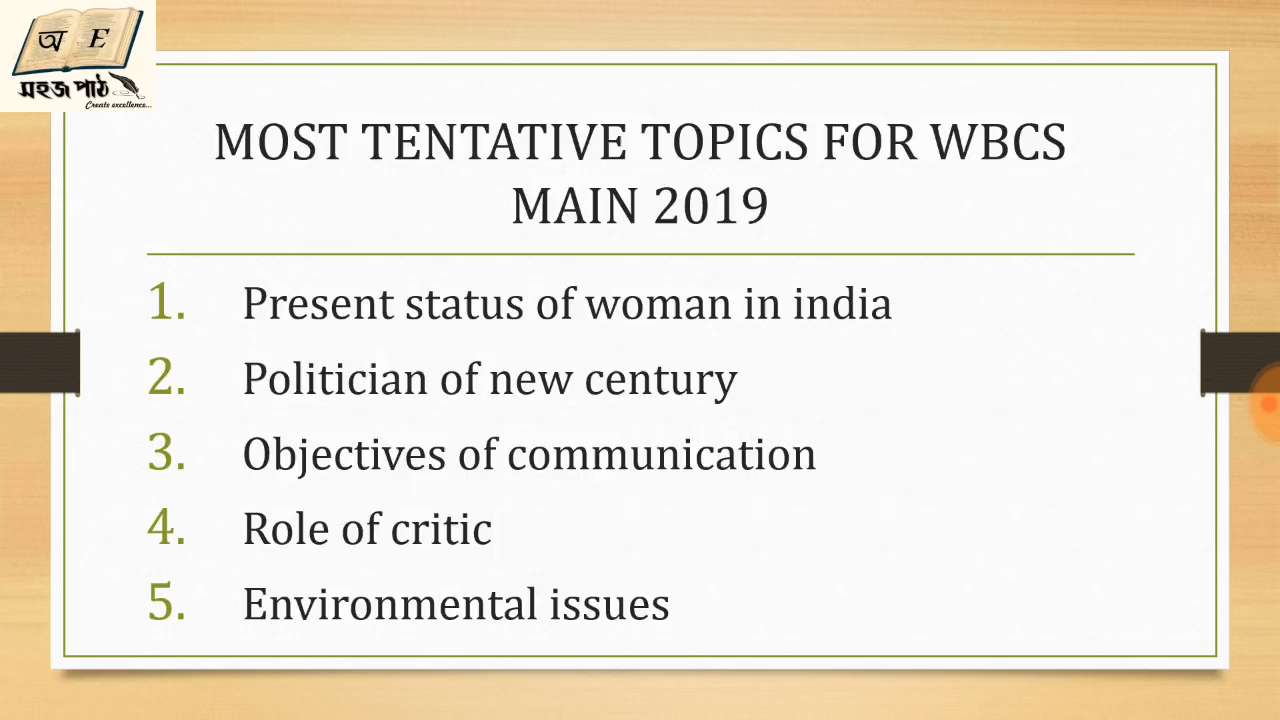 অ E
সহজ পাঠ
Create excellence...
MOST TENTATIVE TOPICS FOR WBCS
MAIN 2019
1. Present status of woman in india
2. Politician of new century
3. Objectives of communication
4. Role of critic
5. Environmental issues